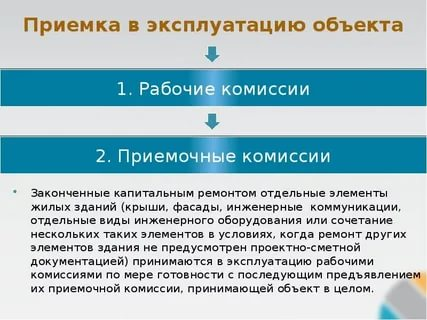 Приемка в эксплуатацию объекта
1. Рабочие комиссии
2. Приемочные комиссии
• Законченные капитальным ремонтом отдельные элементы
жилых зданий (крыши, фасады, инженерные коммуникации,
отдельные виды инженерного оборудования или сочетание
нескольких таких элементов в условиях, когда ремонт других
элементов здания не предусмотрен проектно-сметной
документацией) принимаются в эксплуатацию рабочими
комиссиями по мере готовности с последующим предъявлением
их приемочной комиссии, принимающей объект в целом.